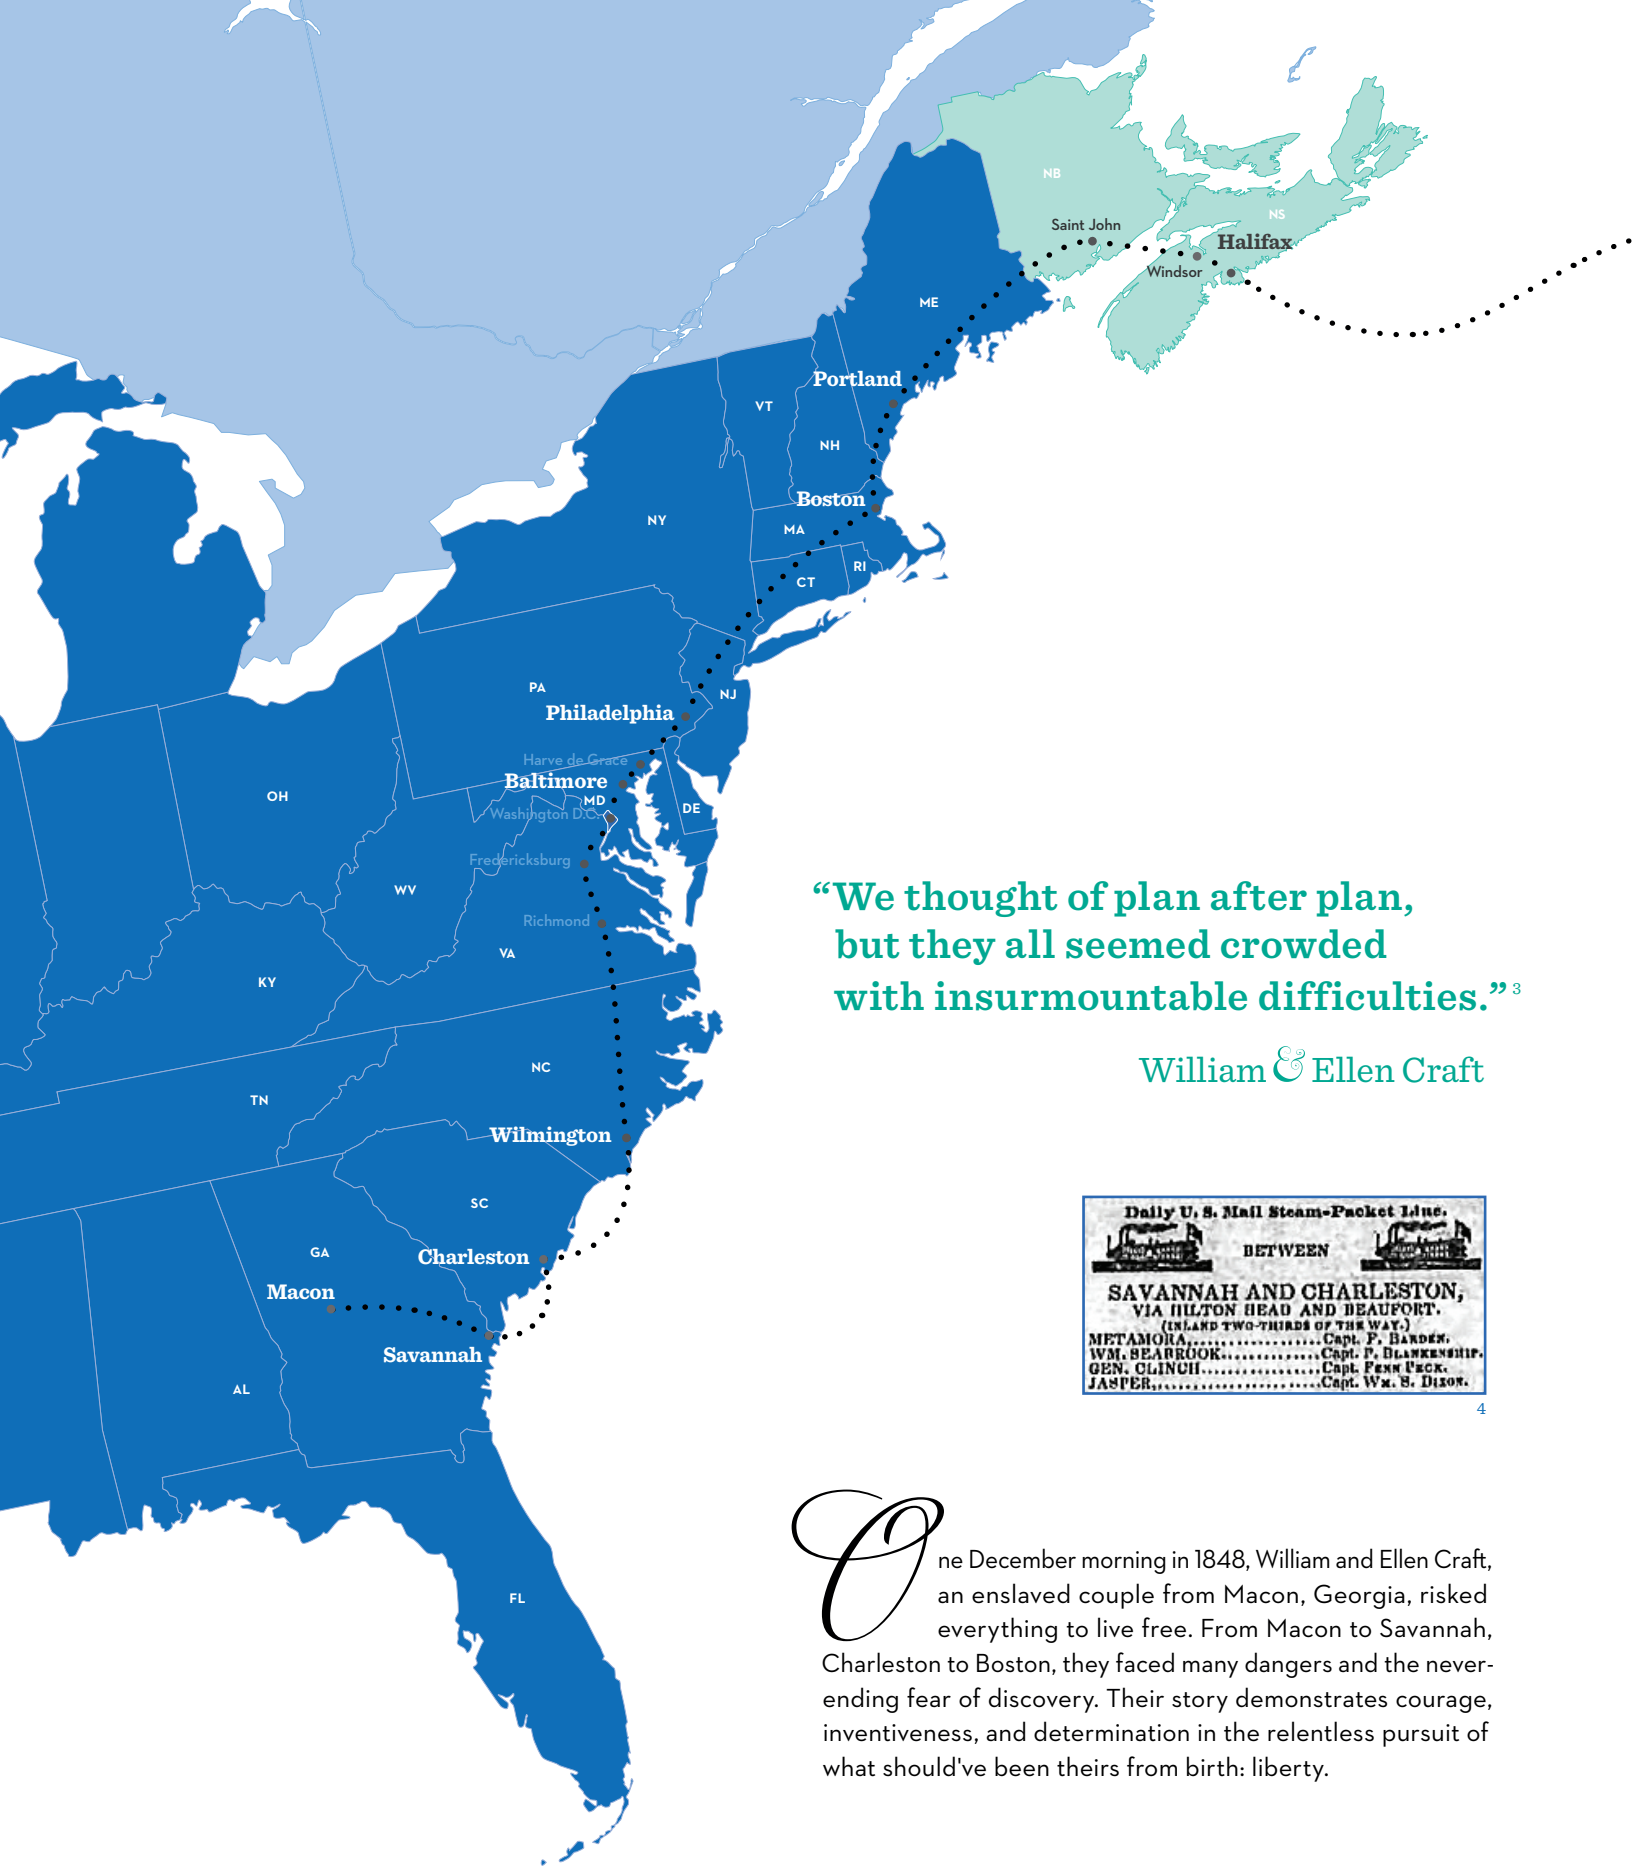 NB
Saint John
NS
Halifax
Windsor
ME
Portland
VT
NH
Boston
NY
MA
RI
CT
PA
NJ
Philadelphia
Harve de Grace
Baltimore
OH
MD
DE
Washington D.C.
Fredericksburg
WV
Richmond
VA
KY
NC
TN
Wilmington
SC
GA
Charleston
Macon
Savannah
AL
FL
“We thought of plan after plan,
but they all seemed crowded
with insurmountable difficulties.” 3
William & Ellen Craft
Daily U. S. Mail Steam-Packet Line.
BETWEEN
SAVANNAH AND CHARLESTON,
VIA HILTON HEAD AND BEAUFORT.
(INLAND TWO-THIRDS OF THE WAY.)
METAMORA..................Capt. F. BARDEN.
WM. SEABROOK.............Capt. P. BLANKENSHIP.
GEN. CLINCH................Capt. PENN PECK.
JASPER.......................Capt. WM. S. DIXON.
4
One December morning in 1848, William and Ellen Craft,
an enslaved couple from Macon, Georgia, risked
everything to live free. From Macon to Savannah,
Charleston to Boston, they faced many dangers and the never-
ending fear of discovery. Their story demonstrates courage,
inventiveness, and determination in the relentless pursuit of
what should've been theirs from birth: liberty.